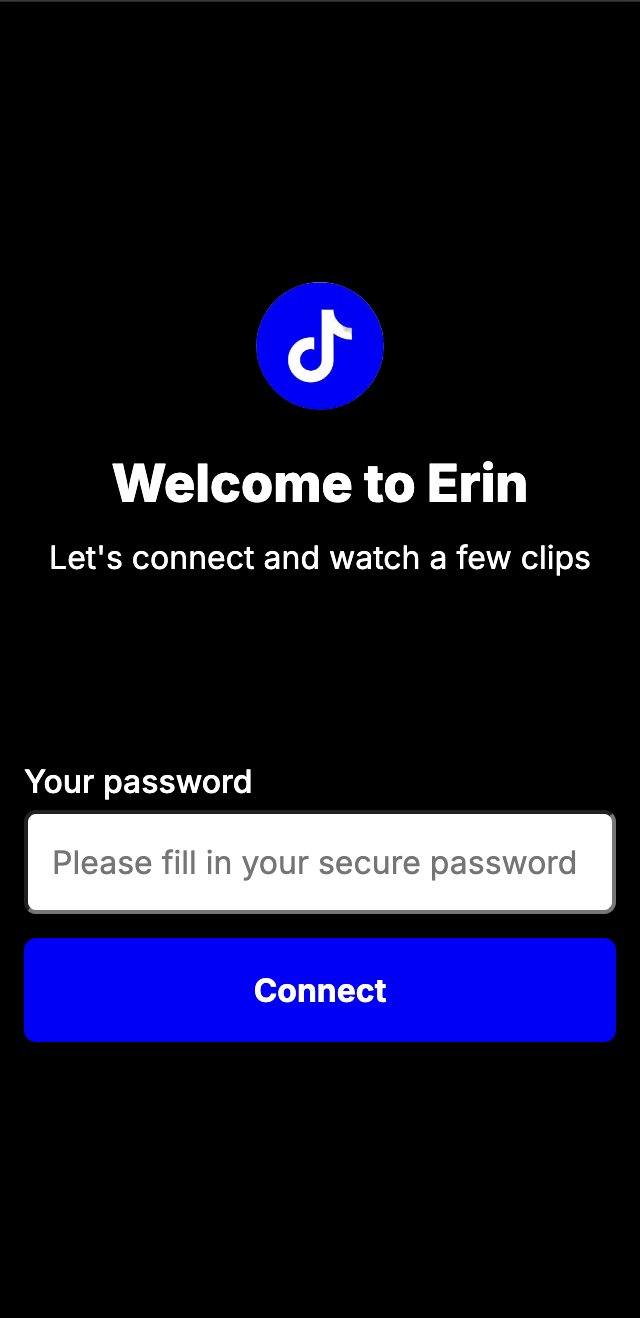 Welcome to Erin
Let's connect and watch a few clips
Your password
Please fill in your secure password
Connect